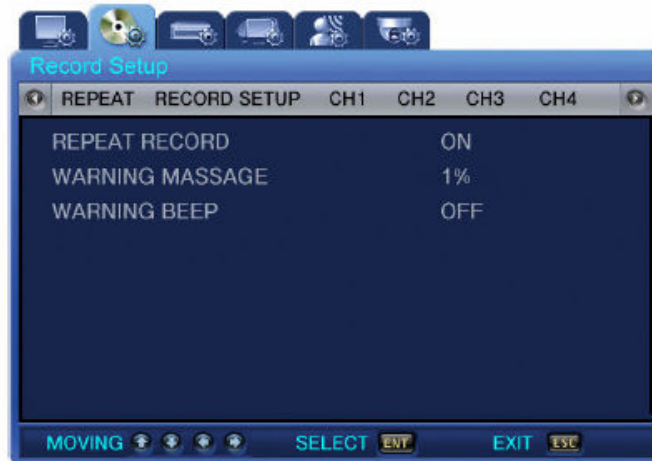 Record Setup
REPEAT RECORD SETUP CH1 CH2 CH3 CH4
REPEAT RECORD ON
WARNING MASSAGE 1%
WARNING BEEP OFF
MOVING SELECT ENT EXIT ESC